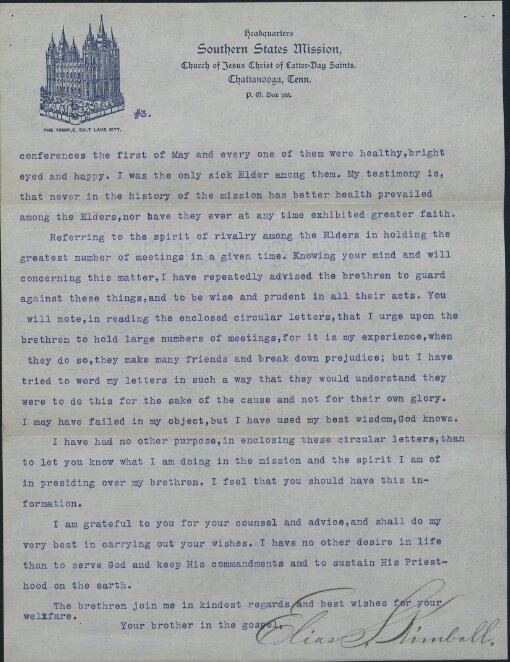 Headquarters
Southern States Mission,
Church of Jesus Christ of Latter-Day Saints.
Chattanooga, Tenn.
P. O. Box 103.
THE TEMPLE, SALT LAKE CITY.
#3.
conferences the first of May and every one of them were healthy,bright
eyed and happy. I was the only sick Elder among them. My testimony is,
that never in the history of the mission has better health prevailed
among the Elders,nor have they ever at any time exhibited greater faith.
Referring to the spirit of rivalry among the Elders in holding the
greatest number of meetings in a given time. Knowing your mind and will
concerning this matter,I have repeatedly advised the brethren to guard
against these things,and to be wise and prudent in all their acts. You
will note,in reading the enclosed circular letters,that I urge upon the
brethren to hold large numbers of meetings,for it is my experience,when
they do so,they make many friends and break down prejudice; but I have
tried to word my letters in such a way that they would understand they
were to do this for the sake of the cause and not for their own glory.
I may have failed in my object,but I have used my best wisdom,God knows.
I have had no other purpose,in enclosing these circular letters,than
to let you know what I am doing in the mission and the spirit I am of
in presiding over my brethren. I feel that you should have this in-
formation.
I am grateful to you for your counsel and advice,and shall do my
very best in carrying out your wishes. I have no other desire in life
than to serve God and keep His commandments and to sustain His Priest-
hood on the earth.
The brethren join me in kindest regards and best wishes for your
welxfare.
Your brother in the gospel,
Elias S. Kimball.